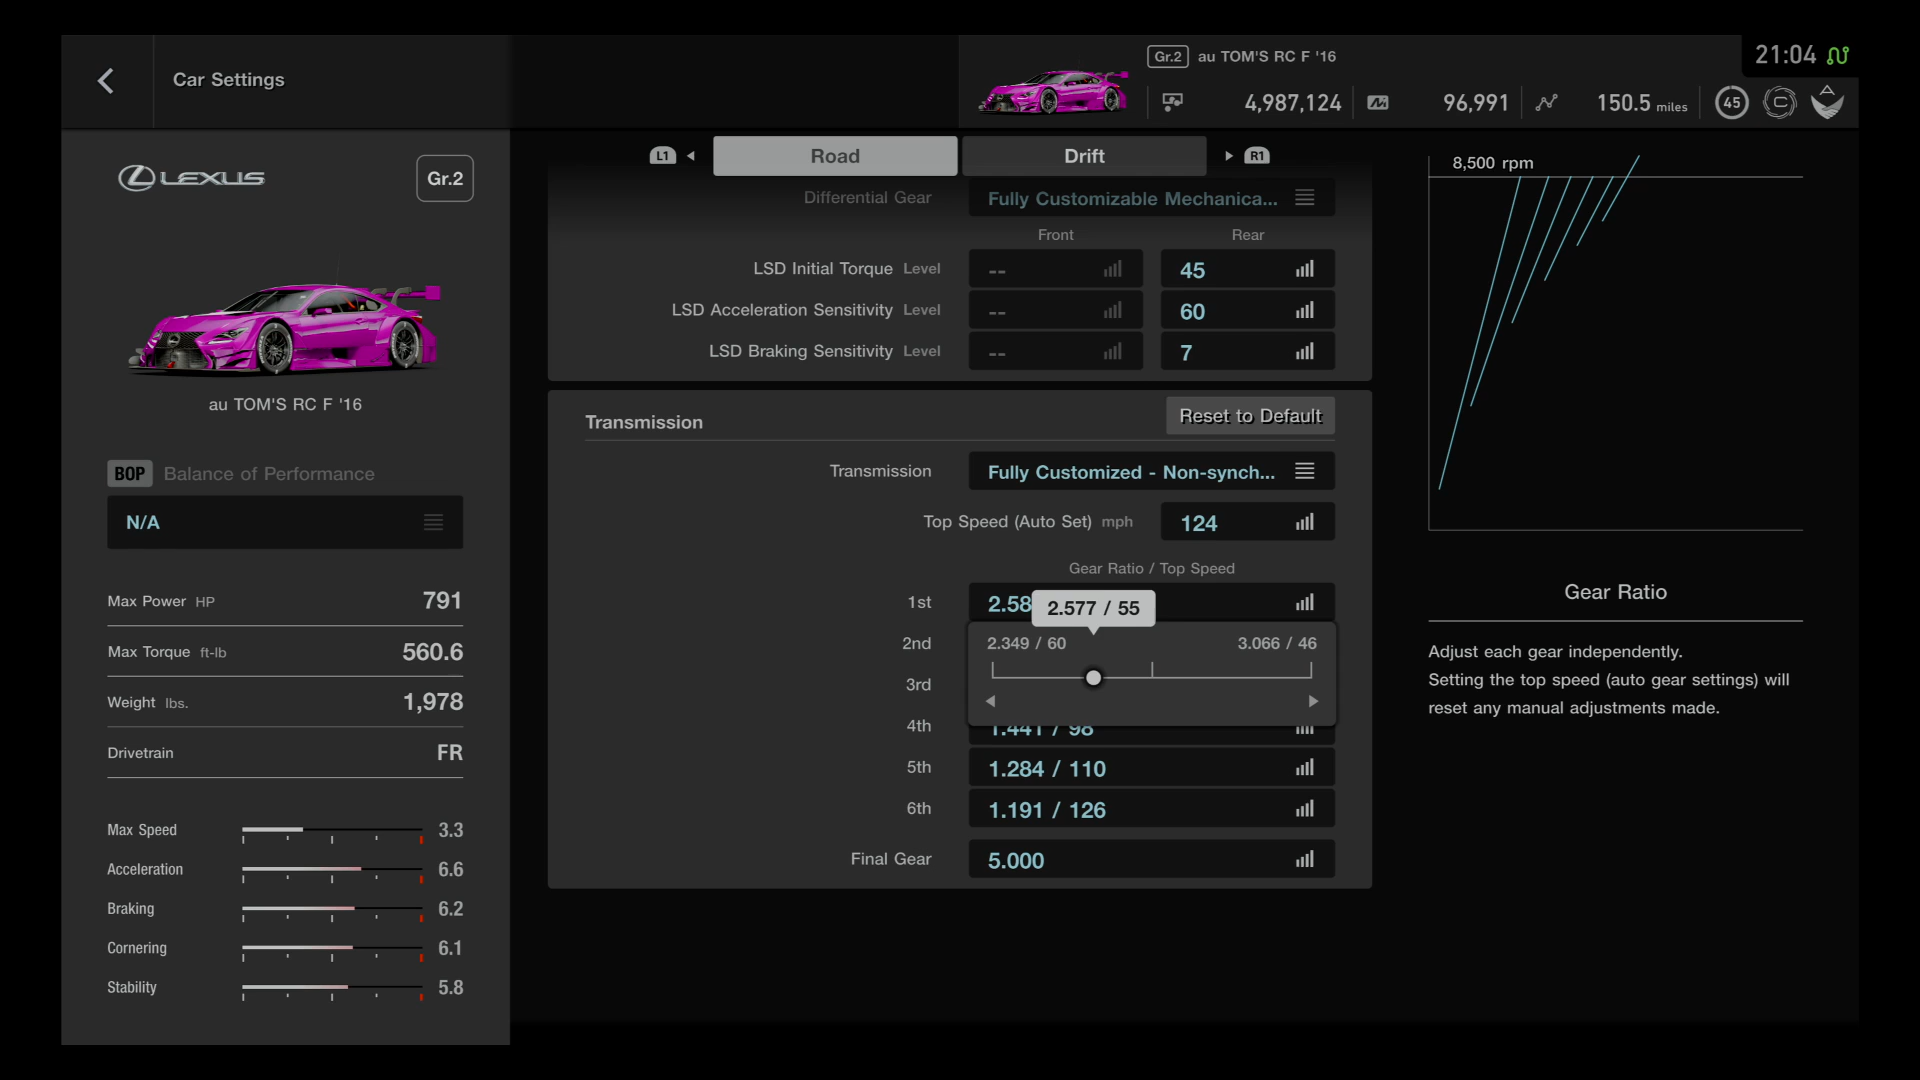 Car Settings
Gr.2 au TOM'S RC F '16
21:04
4,987,124
96,991
150.5 miles
45
LEXUS
Gr.2
au TOM'S RC F '16
BOP Balance of Performance
N/A
Max Power HP 791
Max Torque ft-lb 560.6
Weight lbs. 1,978
Drivetrain FR
Max Speed 3.3
Acceleration 6.6
Braking 6.2
Cornering 6.1
Stability 5.8
L1 Road Drift R1
Differential Gear Fully Customizable Mechanica...
Front Rear
LSD Initial Torque Level -- 45
LSD Acceleration Sensitivity Level -- 60
LSD Braking Sensitivity Level -- 7
Transmission Reset to Default
Transmission Fully Customized - Non-synch...
Top Speed (Auto Set) mph 124
Gear Ratio / Top Speed
1st 2.58
2.577 / 55
2nd 2.349 / 60 3.066 / 46
3rd
4th 1.441 / 98
5th 1.284 / 110
6th 1.191 / 126
Final Gear 5.000
8,500 rpm
Gear Ratio
Adjust each gear independently.
Setting the top speed (auto gear settings) will
reset any manual adjustments made.